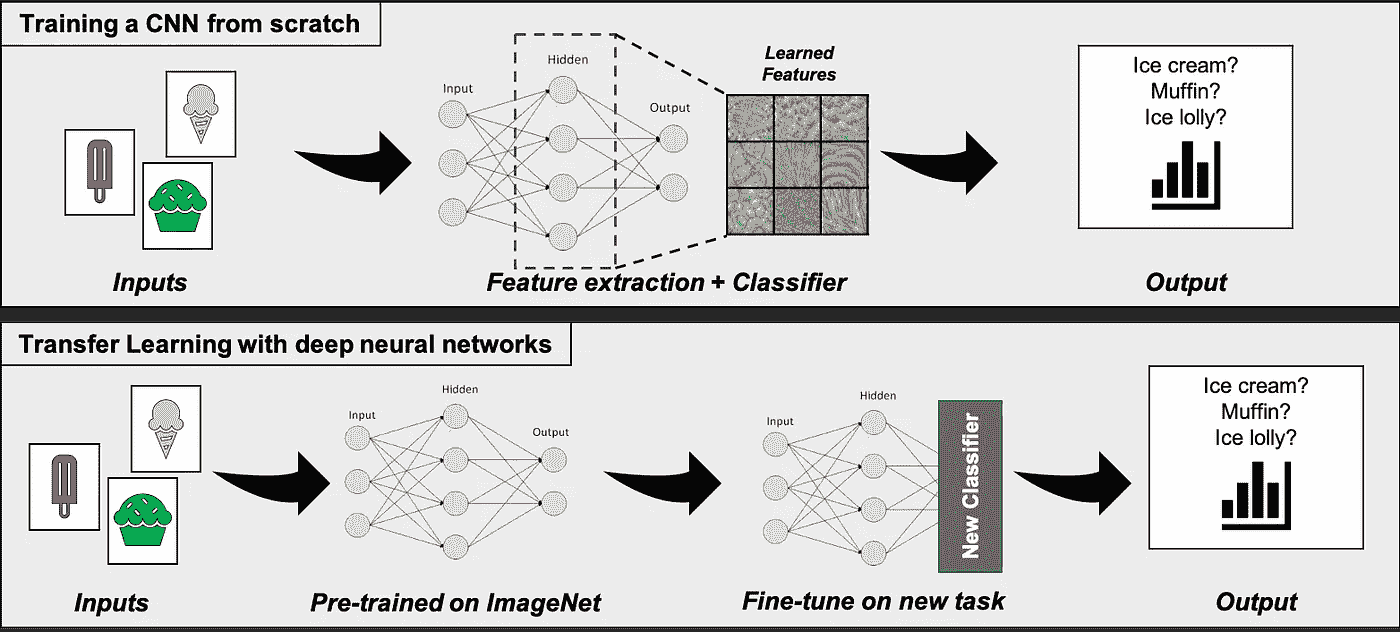 Training a CNN from scratch
Input
Hidden
Output
Learned
Features
Ice cream?
Muffin?
Ice lolly?
Inputs
Feature extraction + Classifier
Output
Transfer Learning with deep neural networks
Input
Hidden
Output
Input
Hidden
New Classifier
Ice cream?
Muffin?
Ice lolly?
Inputs
Pre-trained on ImageNet
Fine-tune on new task
Output